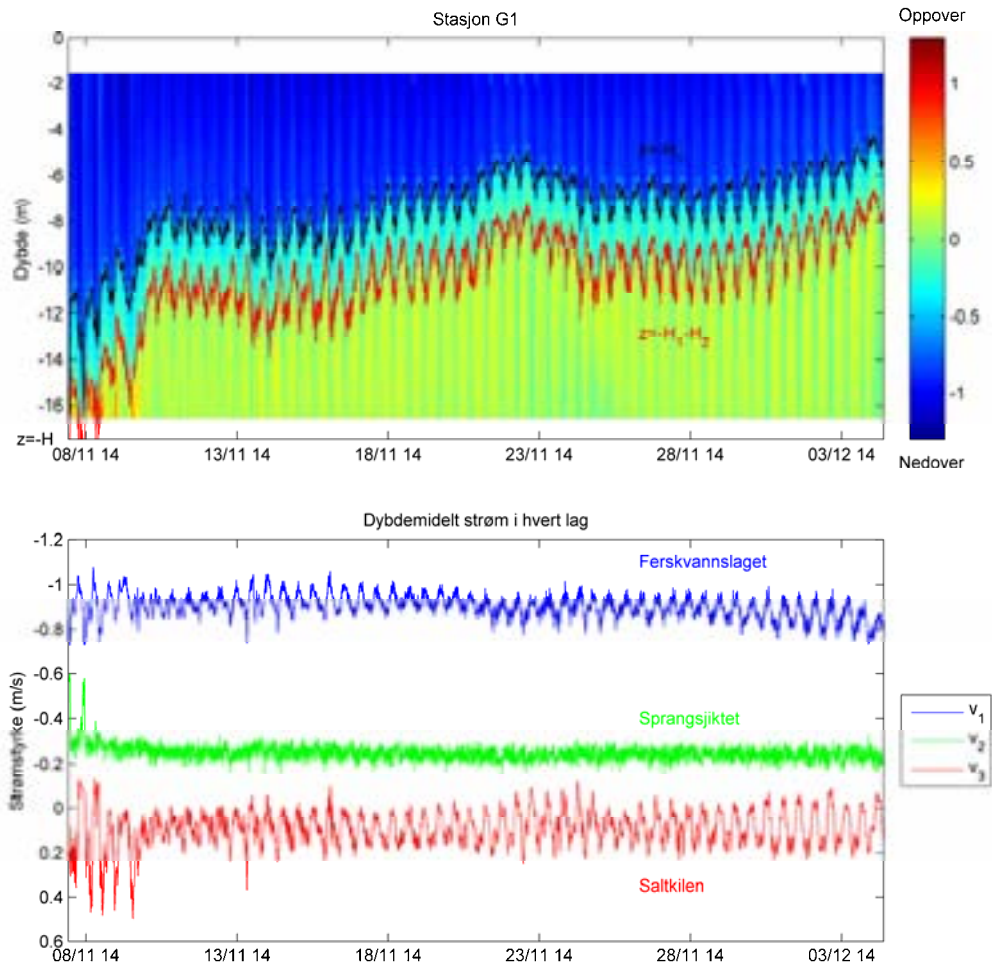 Stasjon G1
Oppover
Dybde (m)
0
-2
-4
-6
-8
-10
-12
-14
-16
z=-H
z=-H1-H2
08/11 14
13/11 14
18/11 14
23/11 14
28/11 14
03/12 14
1
0.5
0
-0.5
-1
Nedover
Dybdemidelt strøm i hvert lag
Strømstyrke (m/s)
-1.2
-1
-0.8
-0.6
-0.4
-0.2
0
0.2
0.4
0.6
Ferskvannslaget
Sprangsjiktet
Saltkilen
v1
v2
v3
08/11 14
13/11 14
18/11 14
23/11 14
28/11 14
03/12 14